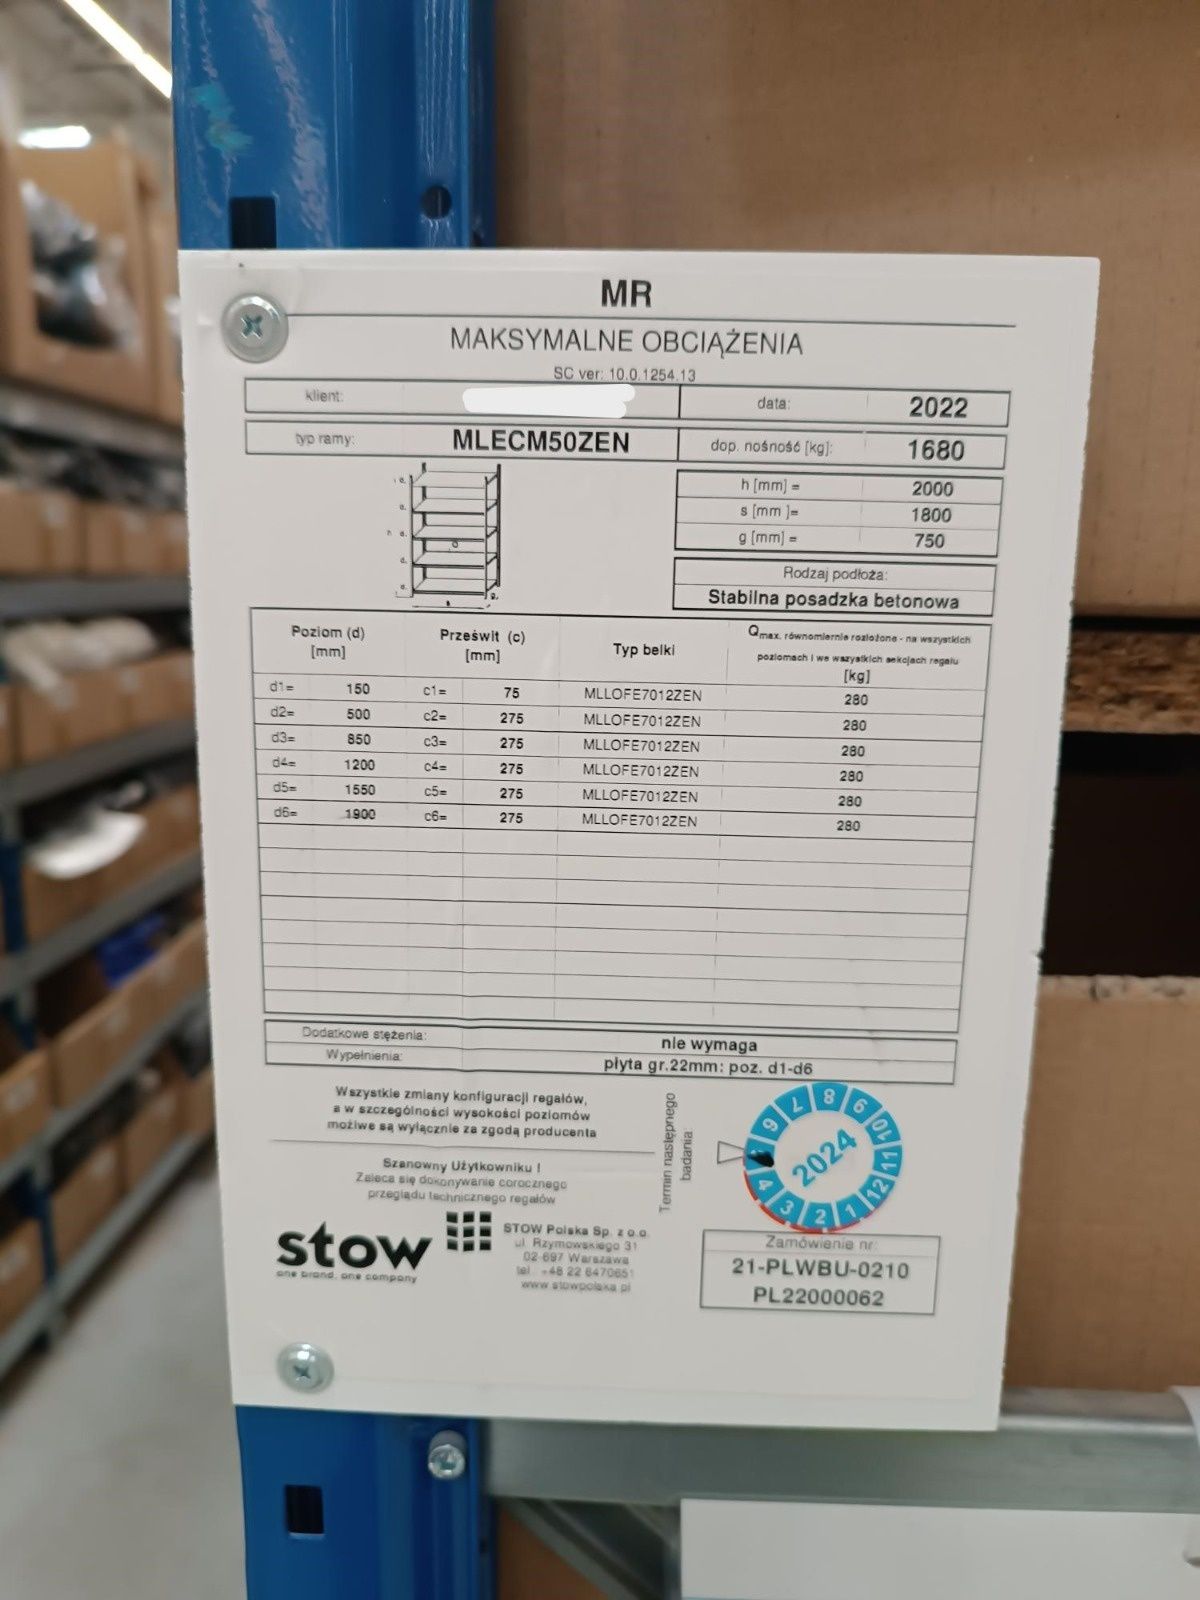 MR
MAKSYMALNE OBCIĄŻENIA
SC ver: 10.0.1254.13
klient: data: 2022
typ ramy: MLECM50ZEN dop. nośność [kg]: 1680
h [mm] = 2000
s [mm ]= 1800
g [mm] = 750
Rodzaj podłoża:
Stabilna posadzka betonowa
Poziom (d) [mm] Prześwit (c) [mm] Typ belki Qmax. równomiernie rozłożone - na wszystkich poziomach i we wszystkich sekcjach regału [kg]
d1= 150 c1= 75 MLLOFE7012ZEN 280
d2= 500 c2= 275 MLLOFE7012ZEN 280
d3= 850 c3= 275 MLLOFE7012ZEN 280
d4= 1200 c4= 275 MLLOFE7012ZEN 280
d5= 1550 c5= 275 MLLOFE7012ZEN 280
d6= 1900 c6= 275 MLLOFE7012ZEN 280
Dodatkowe stężenia: nie wymaga
Wypełnienia: płyta gr.22mm: poz. d1-d6
Wszystkie zmiany konfiguracji regałów,
a w szczególności wysokości poziomów
możliwe są wyłącznie za zgodą producenta
Szanowny Użytkowniku !
Zaleca się dokonywanie corocznego
przeglądu technicznego regałów
Termin następnego
badania:
1 2 3 4 6 7 8 9 10 11 12
2024
stow
one brand. one company
STOW Polska Sp. z o.o.
ul. Rzymowskiego 31
02-697 Warszawa
tel. +48 22 6470651
www.stowpolska.pl
Zamówienie nr:
21-PLWBU-0210
PL22000062